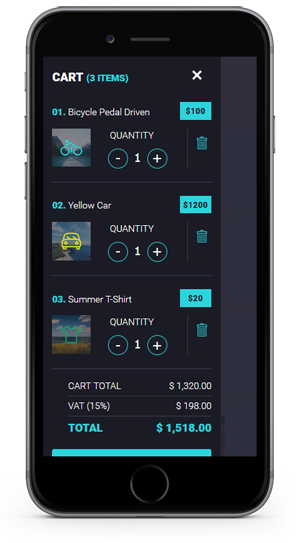 CART (3 ITEMS) ×
01. Bicycle Pedal Driven $100
QUANTITY
- 1 +
02. Yellow Car $1200
QUANTITY
- 1 +
03. Summer T-Shirt $20
QUANTITY
- 1 +
CART TOTAL $ 1,320.00
VAT (15%) $ 198.00
TOTAL $ 1,518.00